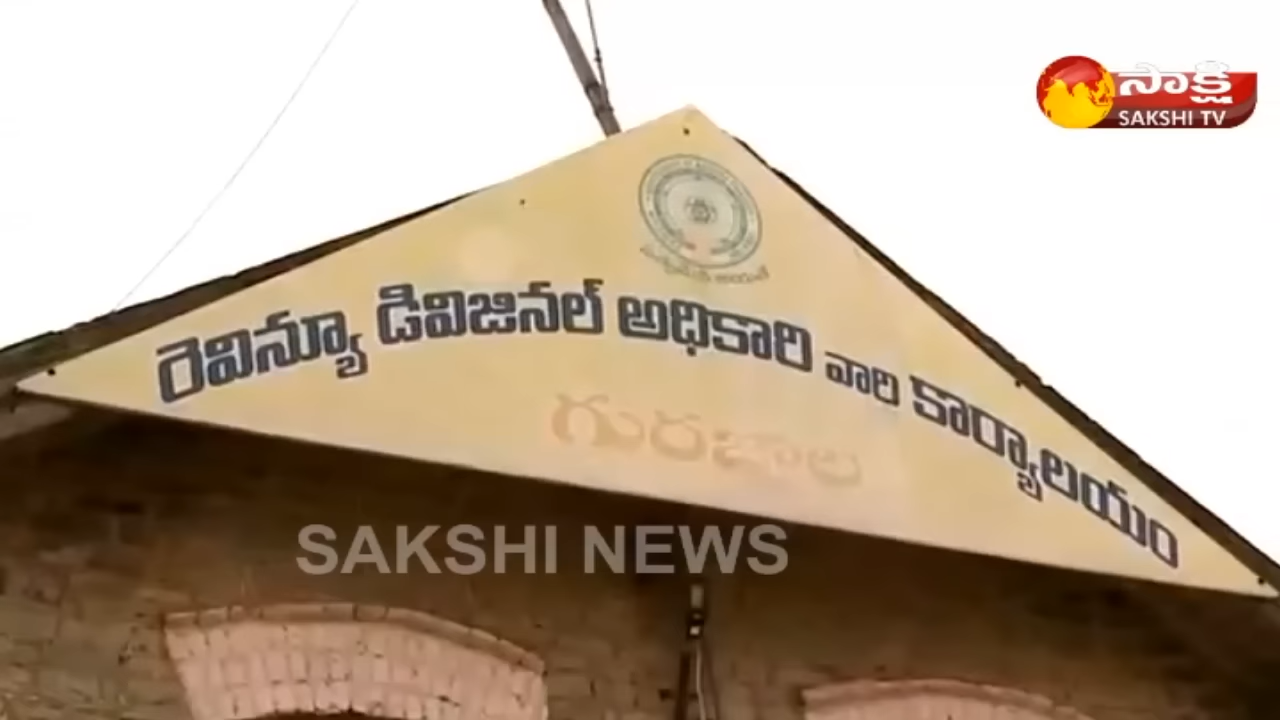 సాక్షి
SAKSHI TV
రెవిన్యూ డివిజినల్ అధికారి వారి కార్యాలయం
గురజాల
SAKSHI NEWS